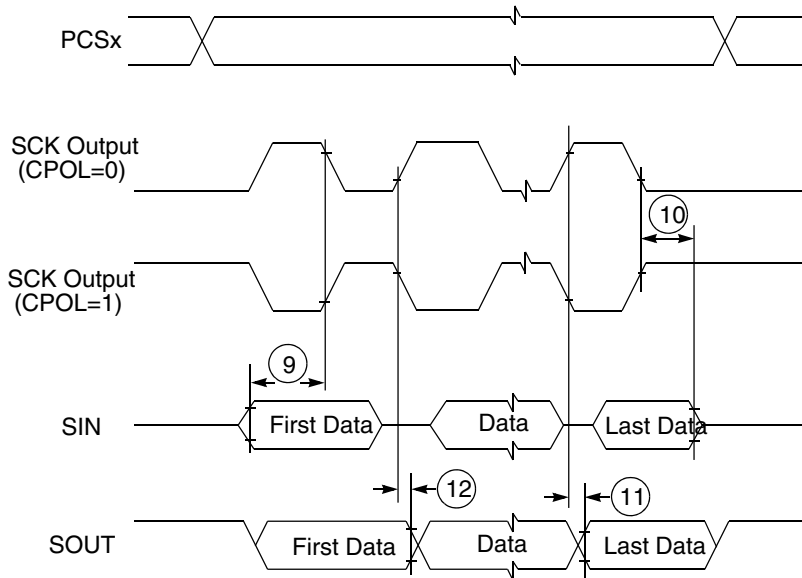 PCSx
SCK Output
(CPOL=0)
10
SCK Output
(CPOL=1)
9
SIN
First Data
Data
Last Data
12
11
SOUT
First Data
Data
Last Data